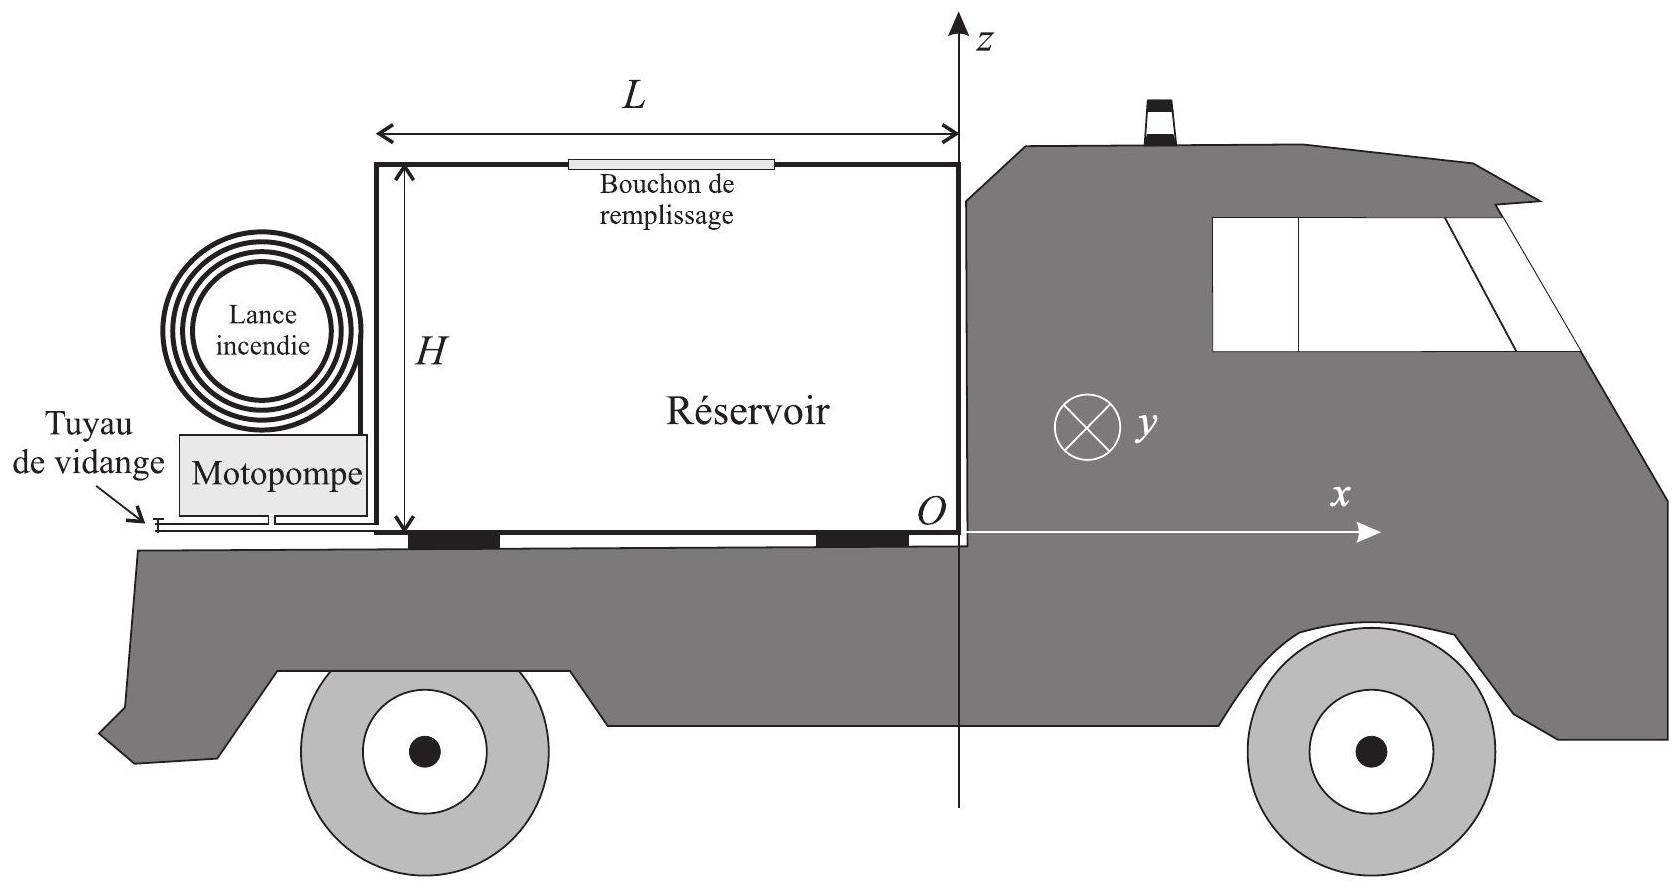 z
L
Bouchon de
remplissage
Lance
incendie
H
Réservoir
y
Tuyau
de vidange
Motopompe
x
O